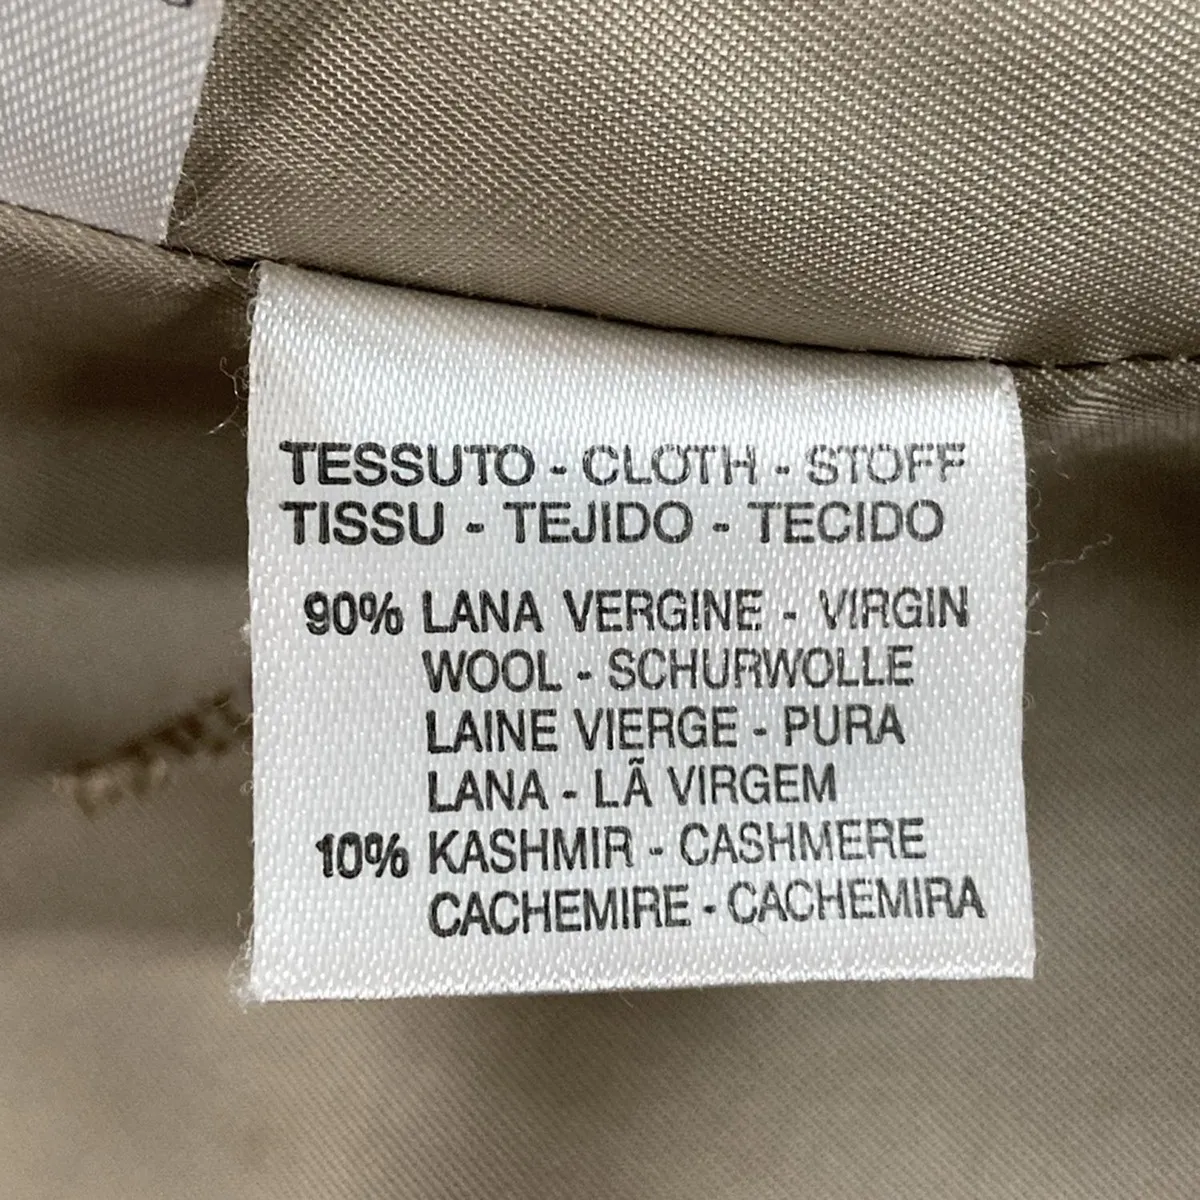 TESSUTO - CLOTH - STOFF
TISSU - TEJIDO - TECIDO
90% LANA VERGINE - VIRGIN
WOOL - SCHURWOLLE
LAINE VIERGE - PURA
LANA - LÃ VIRGEM
10% KASHMIR - CASHMERE
CACHEMIRE - CACHEMIRA